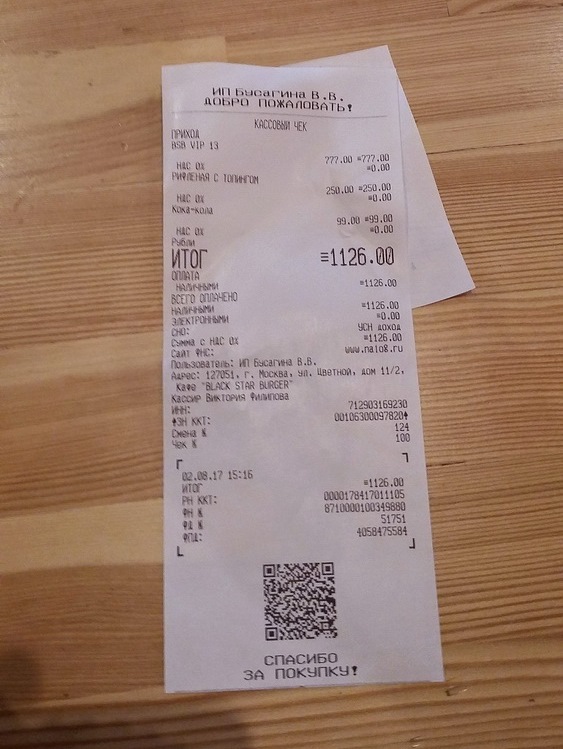 ИП Бусагина В.В.
ДОБРО ПОЖАЛОВАТЬ!
КАССОВЫЙ ЧЕК
ПРИХОД
BSB VIP 13
777.00 =777.00
НДС 0% =0.00
РИФЛЕНАЯ С ТОПИНГОМ
250.00 =250.00
НДС 0% =0.00
Кока-кола
99.00 =99.00
НДС 0% =0.00
Рубли
ИТОГ =1126.00
ОПЛАТА
НАЛИЧНЫМИ =1126.00
ВСЕГО ОПЛАЧЕНО
НАЛИЧНЫМИ =1126.00
ЭЛЕКТРОННЫМИ =0.00
СНО: УСН доход
Сумма с НДС 0% =1126.00
Сайт ФНС: www.nalog.ru
Пользователь: ИП Бусагина В.В.
Адрес: 127051, г. Москва, ул. Цветной, дом 11/2,
Кафе "BLACK STAR BURGER"
Кассир Виктория Филипова
ИНН: 712903169230
ЗН ККТ: 00106300097820
Смена № 124
Чек № 100
02.08.17 15:16
ИТОГ =1126.00
РН ККТ: 0000178417011105
ФН № 8710000100349880
ФД № 51751
ФПД: 4058475584
СПАСИБО
ЗА ПОКУПКУ!